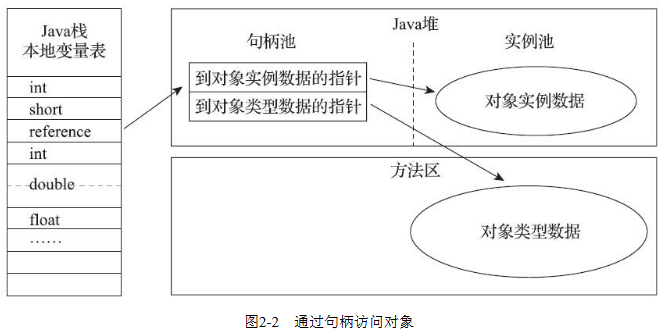 Java栈
本地变量表
int
short
reference
int
double
float
……
Java堆
句柄池
实例池
到对象实例数据的指针
到对象类型数据的指针
对象实例数据
方法区
对象类型数据
图2-2 通过句柄访问对象